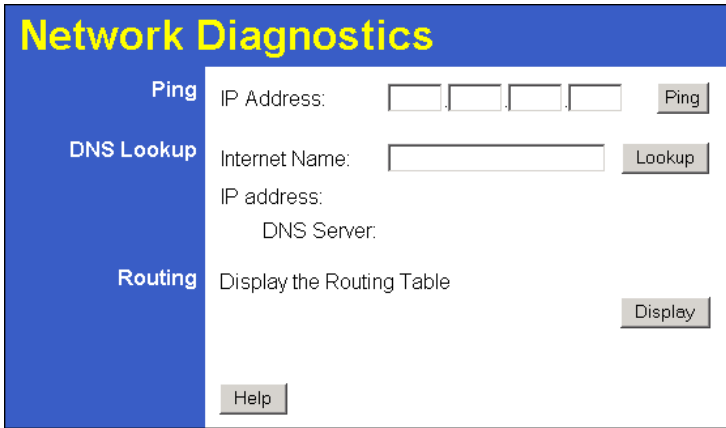 Network Diagnostics
Ping IP Address: . . . Ping
DNS Lookup Internet Name: Lookup
IP address:
DNS Server:
Routing Display the Routing Table
Display
Help